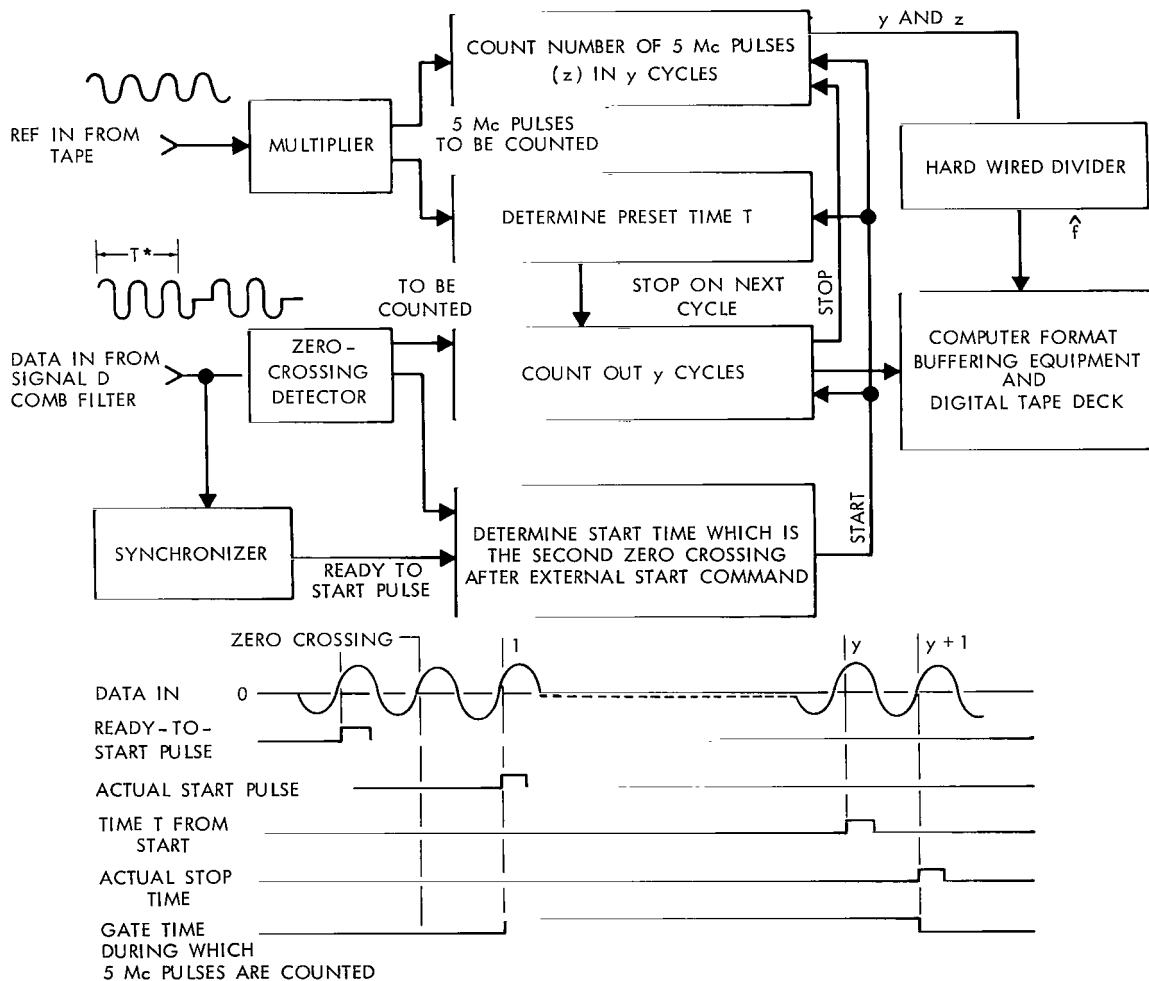 COUNT NUMBER OF 5 Mc PULSES
(z) IN y CYCLES
y AND z
REF IN FROM
TAPE
MULTIPLIER
5 Mc PULSES
TO BE COUNTED
HARD WIRED DIVIDER
f̂
DETERMINE PRESET TIME T
T*
TO BE
COUNTED
STOP ON NEXT
CYCLE
STOP
DATA IN FROM
SIGNAL D
COMB FILTER
ZERO-
CROSSING
DETECTOR
COUNT OUT y CYCLES
COMPUTER FORMAT
BUFFERING EQUIPMENT
AND
DIGITAL TAPE DECK
SYNCHRONIZER
READY TO
START PULSE
DETERMINE START TIME WHICH IS
THE SECOND ZERO CROSSING
AFTER EXTERNAL START COMMAND
START
ZERO CROSSING
1
y
y + 1
DATA IN
0
READY-TO-
START PULSE
ACTUAL START PULSE
TIME T FROM
START
ACTUAL STOP
TIME
GATE TIME
DURING WHICH
5 Mc PULSES ARE COUNTED